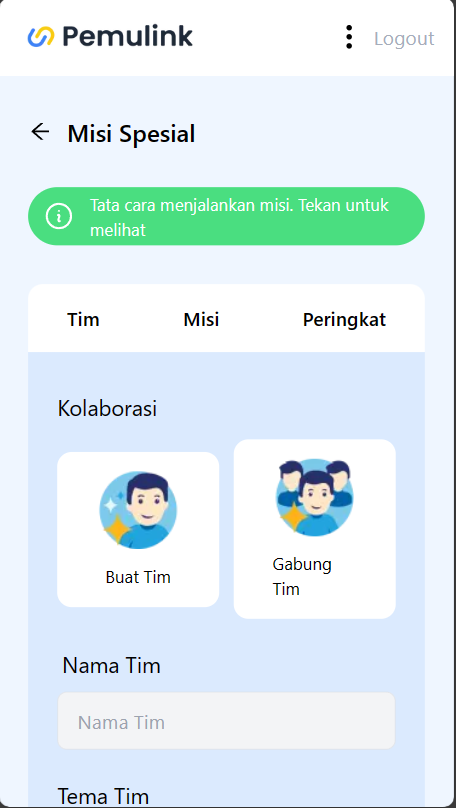 Pemulink
Logout
Misi Spesial
Tata cara menjalankan misi. Tekan untuk
melihat
Tim
Misi
Peringkat
Kolaborasi
Buat Tim
Gabung
Tim
Nama Tim
Nama Tim
Tema Tim